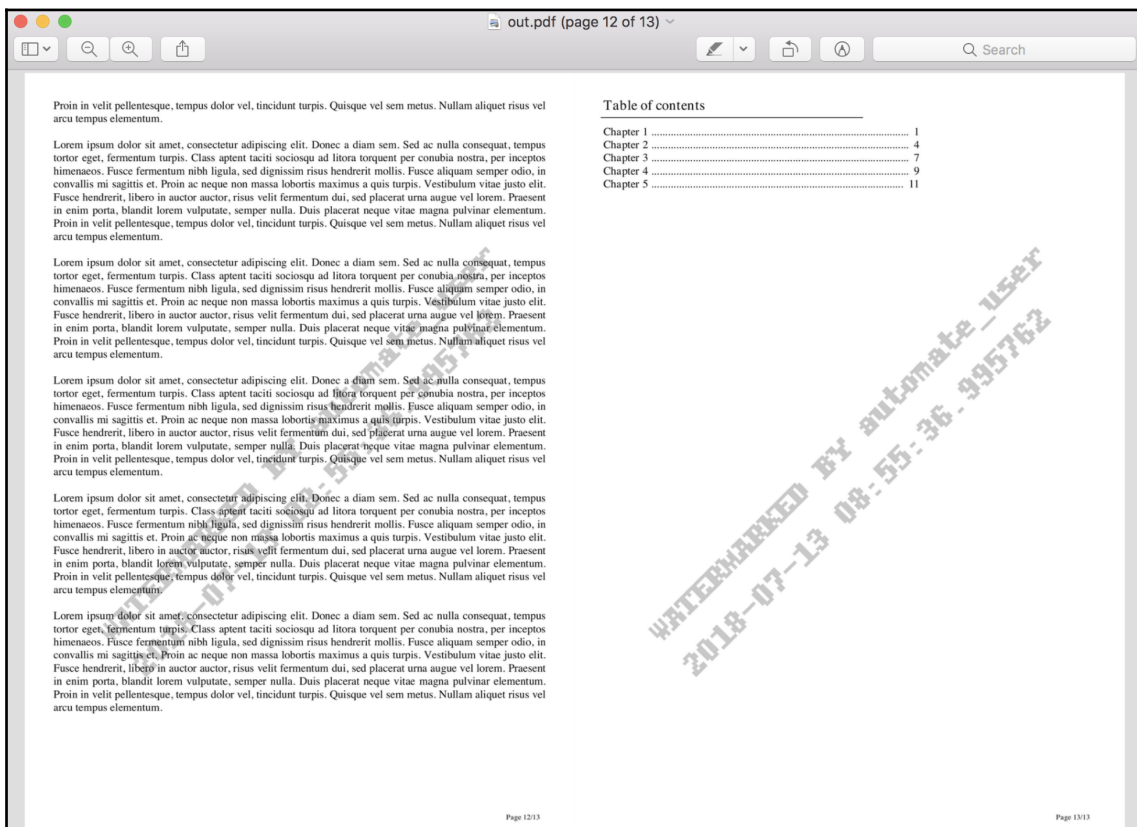 out.pdf (page 12 of 13)
Search
Proin in velit pellentesque, tempus dolor vel, tincidunt turpis. Quisque vel sem metus. Nullam aliquet risus vel
arcu tempus elementum.
Lorem ipsum dolor sit amet, consectetur adipiscing elit. Donec a diam sem. Sed ac nulla consequat, tempus
tortor eget, fermentum turpis. Class aptent taciti sociosqu ad litora torquent per conubia nostra, per inceptos
himenaeos. Fusce fermentum nibh ligula, sed dignissim risus hendrerit mollis. Fusce aliquam semper odio, in
convallis mi sagittis et. Proin ac neque non massa lobortis maximus a quis turpis. Vestibulum vitae justo elit.
Fusce hendrerit, libero in auctor auctor, risus velit fermentum dui, sed placerat urna augue vel lorem. Praesent
in enim porta, blandit lorem vulputate, semper nulla. Duis placerat neque vitae magna pulvinar elementum.
Proin in velit pellentesque, tempus dolor vel, tincidunt turpis. Quisque vel sem metus. Nullam aliquet risus vel
arcu tempus elementum.
Lorem ipsum dolor sit amet, consectetur adipiscing elit. Donec a diam sem. Sed ac nulla consequat, tempus
tortor eget, fermentum turpis. Class aptent taciti sociosqu ad litora torquent per conubia nostra, per inceptos
himenaeos. Fusce fermentum nibh ligula, sed dignissim risus hendrerit mollis. Fusce aliquam semper odio, in
convallis mi sagittis et. Proin ac neque non massa lobortis maximus a quis turpis. Vestibulum vitae justo elit.
Fusce hendrerit, libero in auctor auctor, risus velit fermentum dui, sed placerat urna augue vel lorem. Praesent
in enim porta, blandit lorem vulputate, semper nulla. Duis placerat neque vitae magna pulvinar elementum.
Proin in velit pellentesque, tempus dolor vel, tincidunt turpis. Quisque vel sem metus. Nullam aliquet risus vel
arcu tempus elementum.
Lorem ipsum dolor sit amet, consectetur adipiscing elit. Donec a diam sem. Sed ac nulla consequat, tempus
tortor eget, fermentum turpis. Class aptent taciti sociosqu ad litora torquent per conubia nostra, per inceptos
himenaeos. Fusce fermentum nibh ligula, sed dignissim risus hendrerit mollis. Fusce aliquam semper odio, in
convallis mi sagittis et. Proin ac neque non massa lobortis maximus a quis turpis. Vestibulum vitae justo elit.
Fusce hendrerit, libero in auctor auctor, risus velit fermentum dui, sed placerat urna augue vel lorem. Praesent
in enim porta, blandit lorem vulputate, semper nulla. Duis placerat neque vitae magna pulvinar elementum.
Proin in velit pellentesque, tempus dolor vel, tincidunt turpis. Quisque vel sem metus. Nullam aliquet risus vel
arcu tempus elementum.
Lorem ipsum dolor sit amet, consectetur adipiscing elit. Donec a diam sem. Sed ac nulla consequat, tempus
tortor eget, fermentum turpis. Class aptent taciti sociosqu ad litora torquent per conubia nostra, per inceptos
himenaeos. Fusce fermentum nibh ligula, sed dignissim risus hendrerit mollis. Fusce aliquam semper odio, in
convallis mi sagittis et. Proin ac neque non massa lobortis maximus a quis turpis. Vestibulum vitae justo elit.
Fusce hendrerit, libero in auctor auctor, risus velit fermentum dui, sed placerat urna augue vel lorem. Praesent
in enim porta, blandit lorem vulputate, semper nulla. Duis placerat neque vitae magna pulvinar elementum.
Proin in velit pellentesque, tempus dolor vel, tincidunt turpis. Quisque vel sem metus. Nullam aliquet risus vel
arcu tempus elementum.
Lorem ipsum dolor sit amet, consectetur adipiscing elit. Donec a diam sem. Sed ac nulla consequat, tempus
tortor eget, fermentum turpis. Class aptent taciti sociosqu ad litora torquent per conubia nostra, per inceptos
himenaeos. Fusce fermentum nibh ligula, sed dignissim risus hendrerit mollis. Fusce aliquam semper odio, in
convallis mi sagittis et. Proin ac neque non massa lobortis maximus a quis turpis. Vestibulum vitae justo elit.
Fusce hendrerit, libero in auctor auctor, risus velit fermentum dui, sed placerat urna augue vel lorem. Praesent
in enim porta, blandit lorem vulputate, semper nulla. Duis placerat neque vitae magna pulvinar elementum.
Proin in velit pellentesque, tempus dolor vel, tincidunt turpis. Quisque vel sem metus. Nullam aliquet risus vel
arcu tempus elementum.
WATERMARKED BY automate_user
2018-07-13 08:55:36.995762
Page 12/13
Table of contents
Chapter 1 ........ 1
Chapter 2 ........ 4
Chapter 3 ........ 7
Chapter 4 ........ 9
Chapter 5 ........ 11
WATERMARKED BY automate_user
2018-07-13 08:55:36.995762
Page 13/13